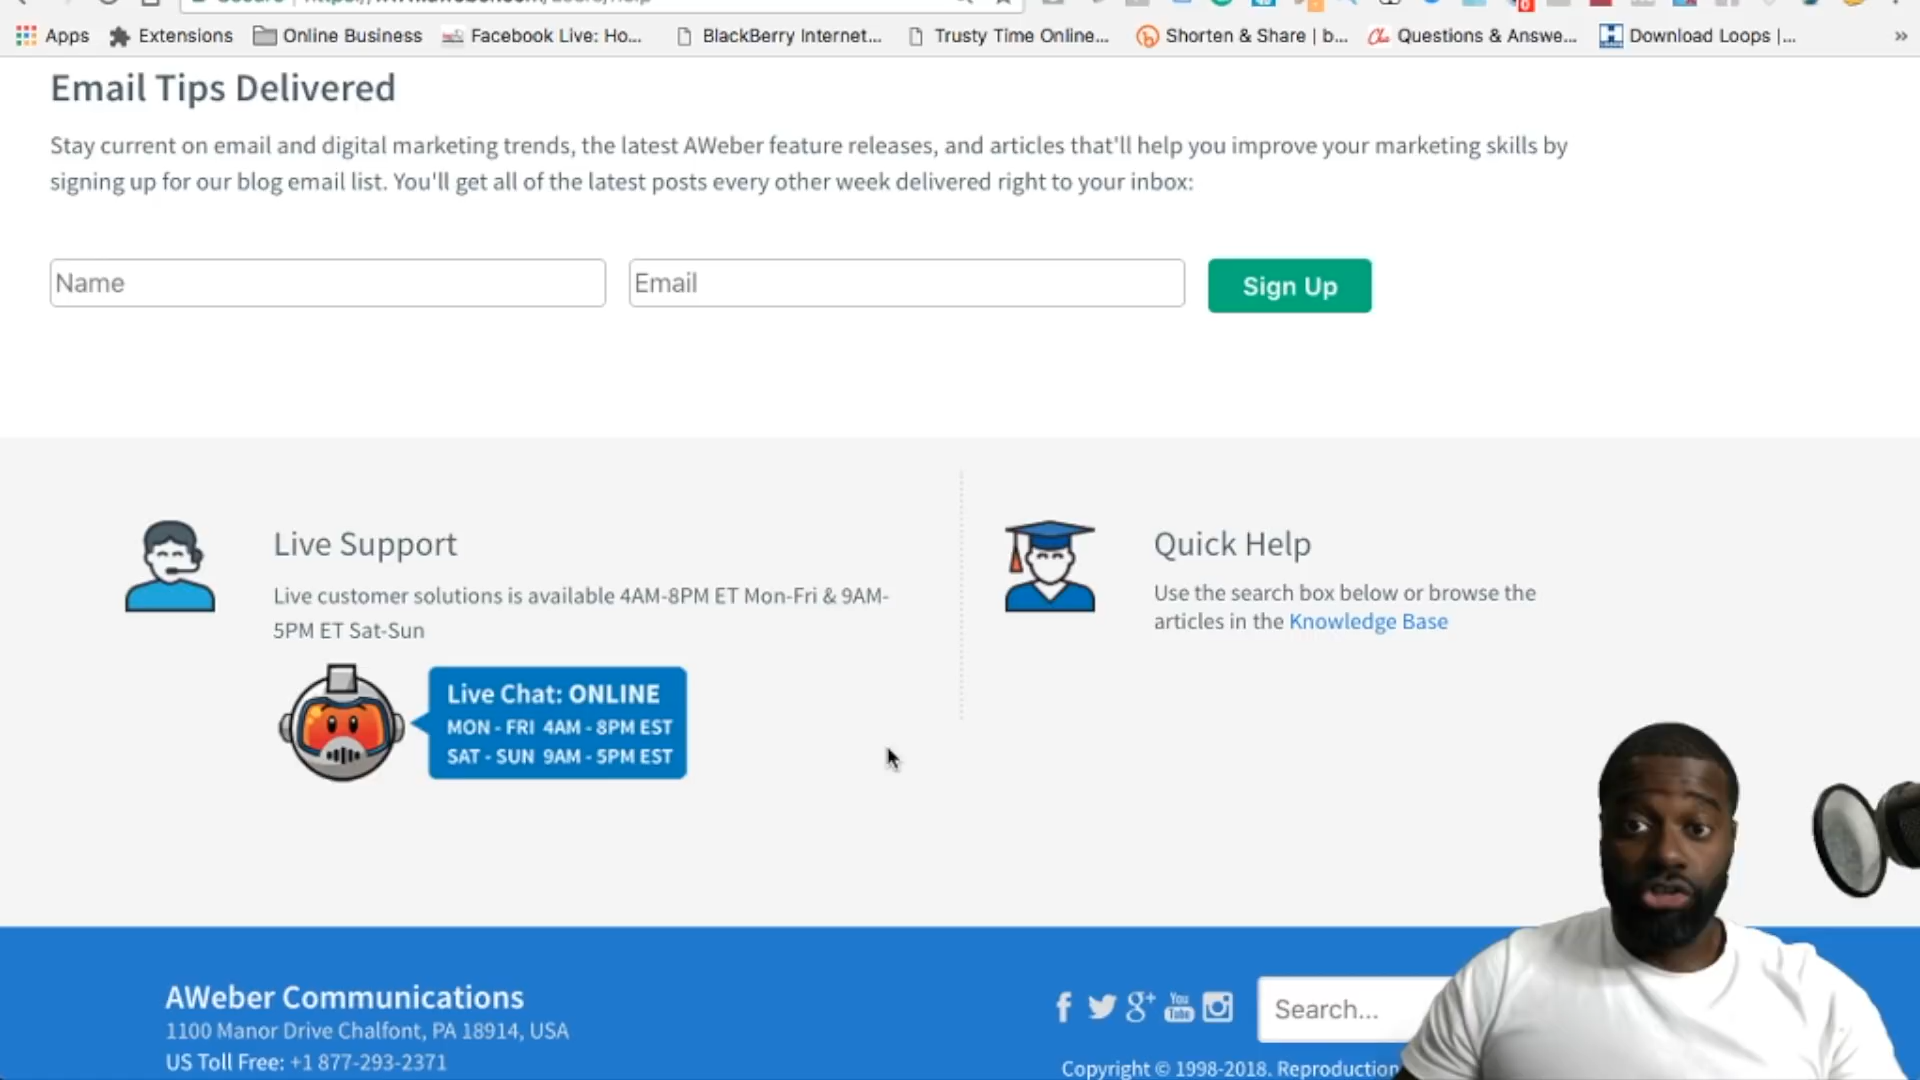 Apps Extensions Online Business Facebook Live: Ho... BlackBerry Internet... Trusty Time Online... Shorten & Share | b... Questions & Answe... Download Loops |... »
Email Tips Delivered
Stay current on email and digital marketing trends, the latest AWeber feature releases, and articles that'll help you improve your marketing skills by
signing up for our blog email list. You'll get all of the latest posts every other week delivered right to your inbox:
Name Email Sign Up
Live Support
Live customer solutions is available 4AM-8PM ET Mon-Fri & 9AM-
5PM ET Sat-Sun
Live Chat: ONLINE
MON - FRI 4AM - 8PM EST
SAT - SUN 9AM - 5PM EST
Quick Help
Use the search box below or browse the
articles in the Knowledge Base
AWeber Communications
1100 Manor Drive Chalfont, PA 18914, USA
US Toll Free: +1 877-293-2371
f g+ You Tube
Search...
Copyright © 1998-2018. Reproduction